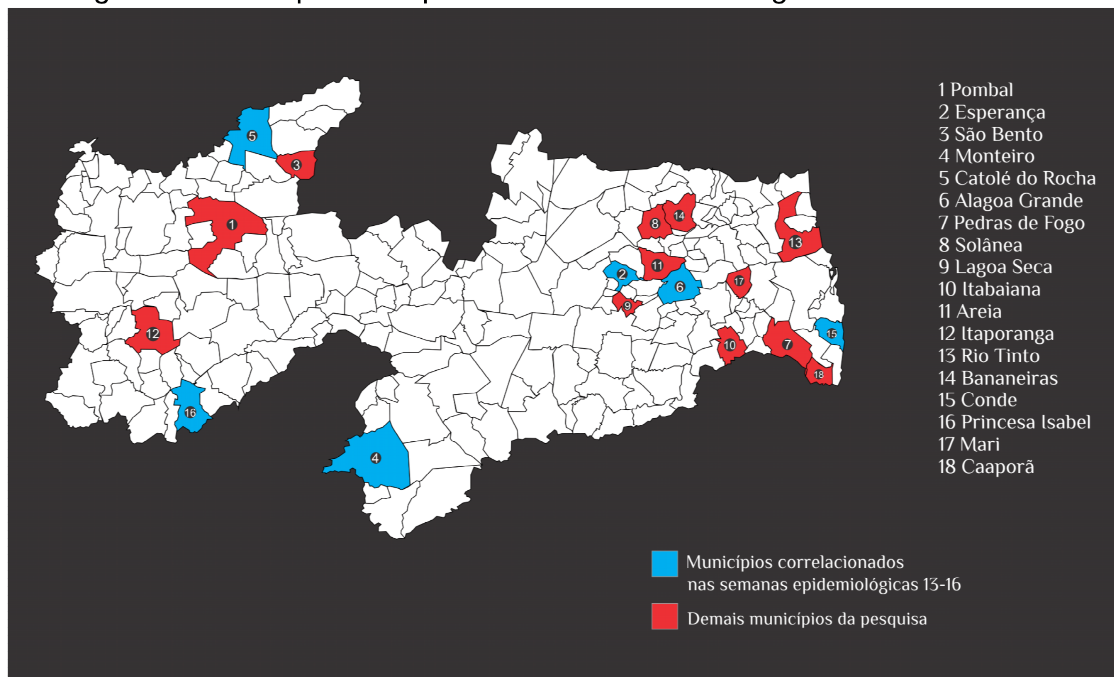 5
3
1
8
14
13
11
2
6
17
9
15
12
10
7
18
16
4
1 Pombal
2 Esperança
3 São Bento
4 Monteiro
5 Catolé do Rocha
6 Alagoa Grande
7 Pedras de Fogo
8 Solânea
9 Lagoa Seca
10 Itabaiana
11 Areia
12 Itaporanga
13 Rio Tinto
14 Bananeiras
15 Conde
16 Princesa Isabel
17 Mari
18 Caaporã
Municípios correlacionados
nas semanas epidemiológicas 13-16
Demais municípios da pesquisa